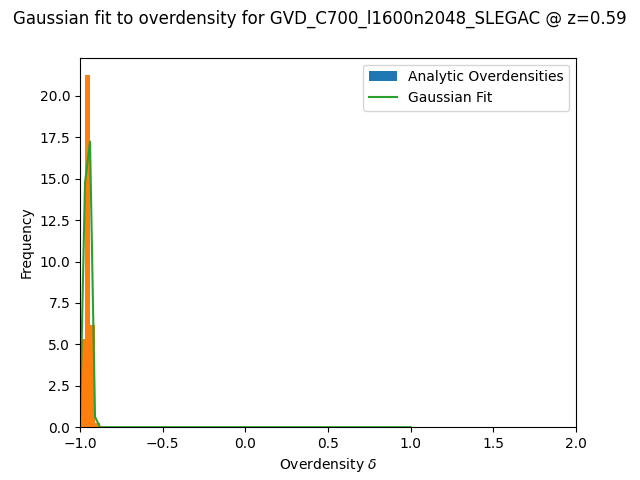 Gaussian fit to overdensity for GVD_C700_l1600n2048_SLEGAC @ z=0.59
Analytic Overdensities
Gaussian Fit
Frequency
20.0
17.5
15.0
12.5
10.0
7.5
5.0
2.5
0.0
−1.0 −0.5 0.0 0.5 1.0 1.5 2.0
Overdensity δ